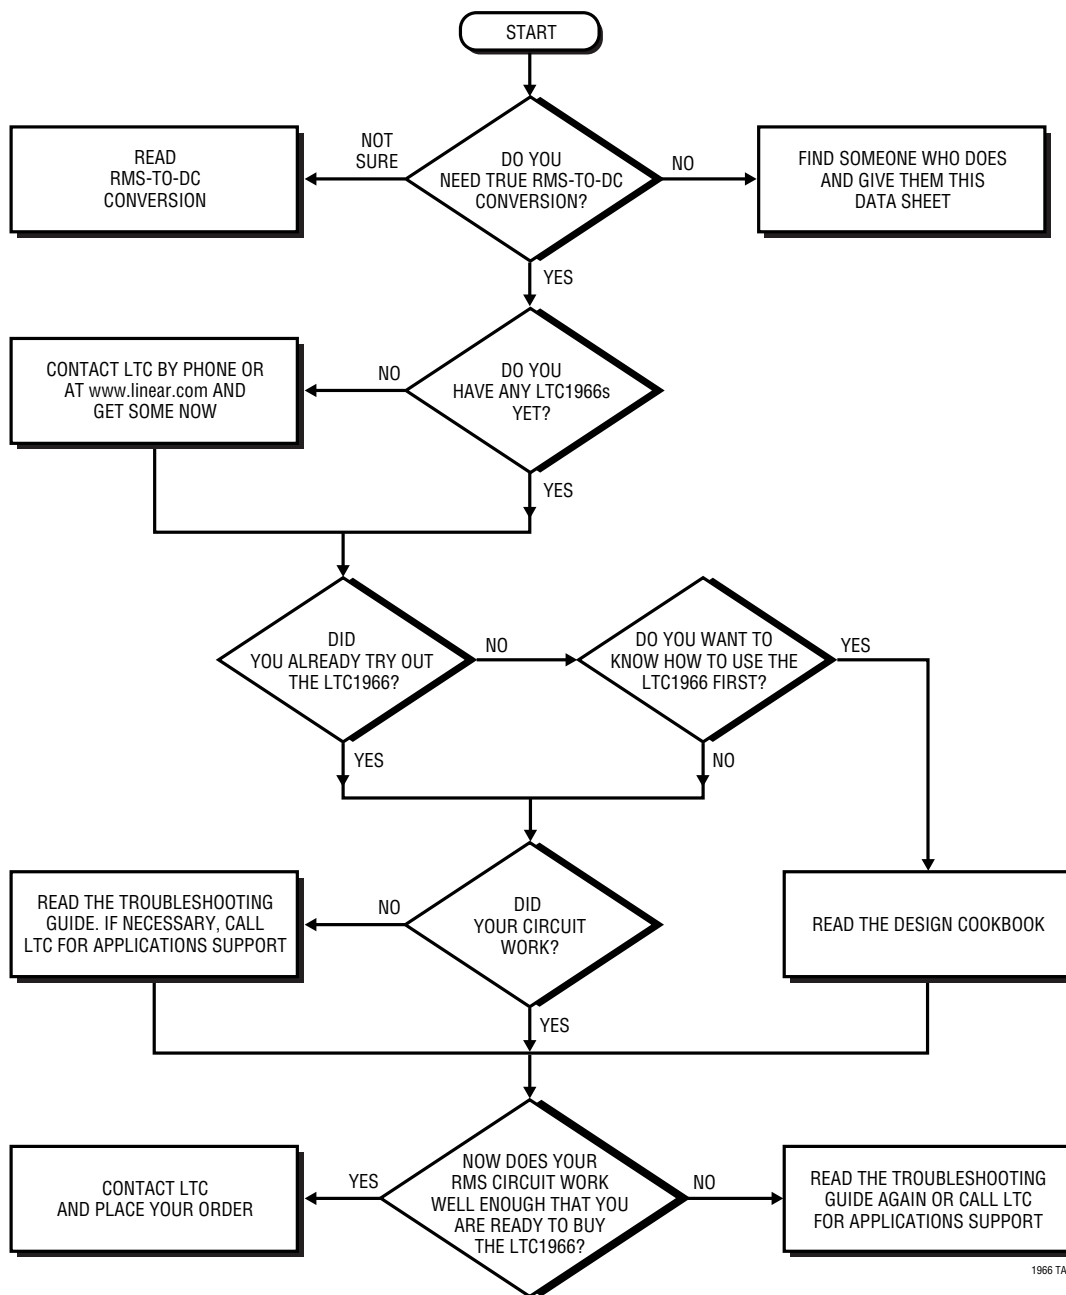 START
NOT
SURE
READ
RMS-TO-DC
CONVERSION
DO YOU
NEED TRUE RMS-TO-DC
CONVERSION?
NO
FIND SOMEONE WHO DOES
AND GIVE THEM THIS
DATA SHEET
YES
CONTACT LTC BY PHONE OR
AT www.linear.com AND
GET SOME NOW
NO
DO YOU
HAVE ANY LTC1966s
YET?
YES
DID
YOU ALREADY TRY OUT
THE LTC1966?
NO
DO YOU WANT TO
KNOW HOW TO USE THE
LTC1966 FIRST?
YES
YES
NO
READ THE TROUBLESHOOTING
GUIDE. IF NECESSARY, CALL
LTC FOR APPLICATIONS SUPPORT
NO
DID
YOUR CIRCUIT
WORK?
READ THE DESIGN COOKBOOK
YES
CONTACT LTC
AND PLACE YOUR ORDER
YES
NOW DOES YOUR
RMS CIRCUIT WORK
WELL ENOUGH THAT YOU
ARE READY TO BUY
THE LTC1966?
NO
READ THE TROUBLESHOOTING
GUIDE AGAIN OR CALL LTC
FOR APPLICATIONS SUPPORT
1966 TA